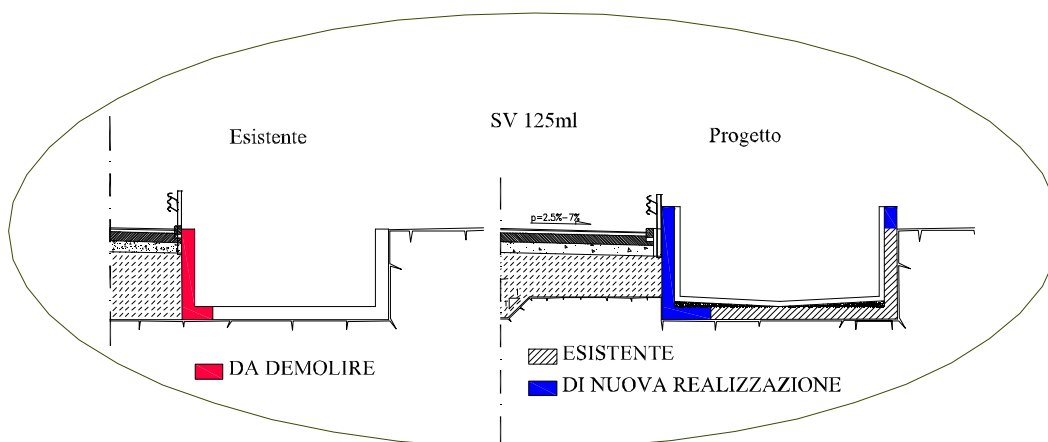 SV 125ml
Esistente
Progetto
p=2.5%-7%
DA DEMOLIRE
ESISTENTE
DI NUOVA REALIZZAZIONE